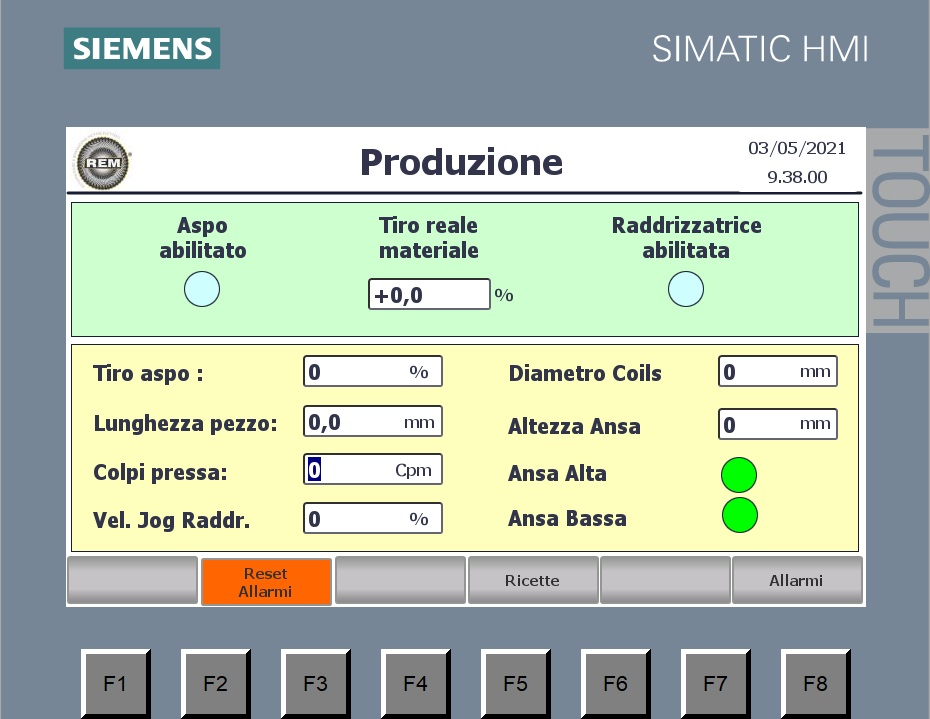 SIEMENS
SIMATIC HMI
TOUCH
REM
Produzione
03/05/2021
9.38.00
Aspo
abilitato
Tiro reale
materiale
+0,0 %
Raddrizzatrice
abilitata
Tiro aspo : 0 %
Diametro Coils 0 mm
Lunghezza pezzo: 0,0 mm
Altezza Ansa 0 mm
Colpi pressa: 0 Cpm
Ansa Alta
Vel. Jog Raddr. 0 %
Ansa Bassa
Reset
Allarmi
Ricette
Allarmi
F1 F2 F3 F4 F5 F6 F7 F8